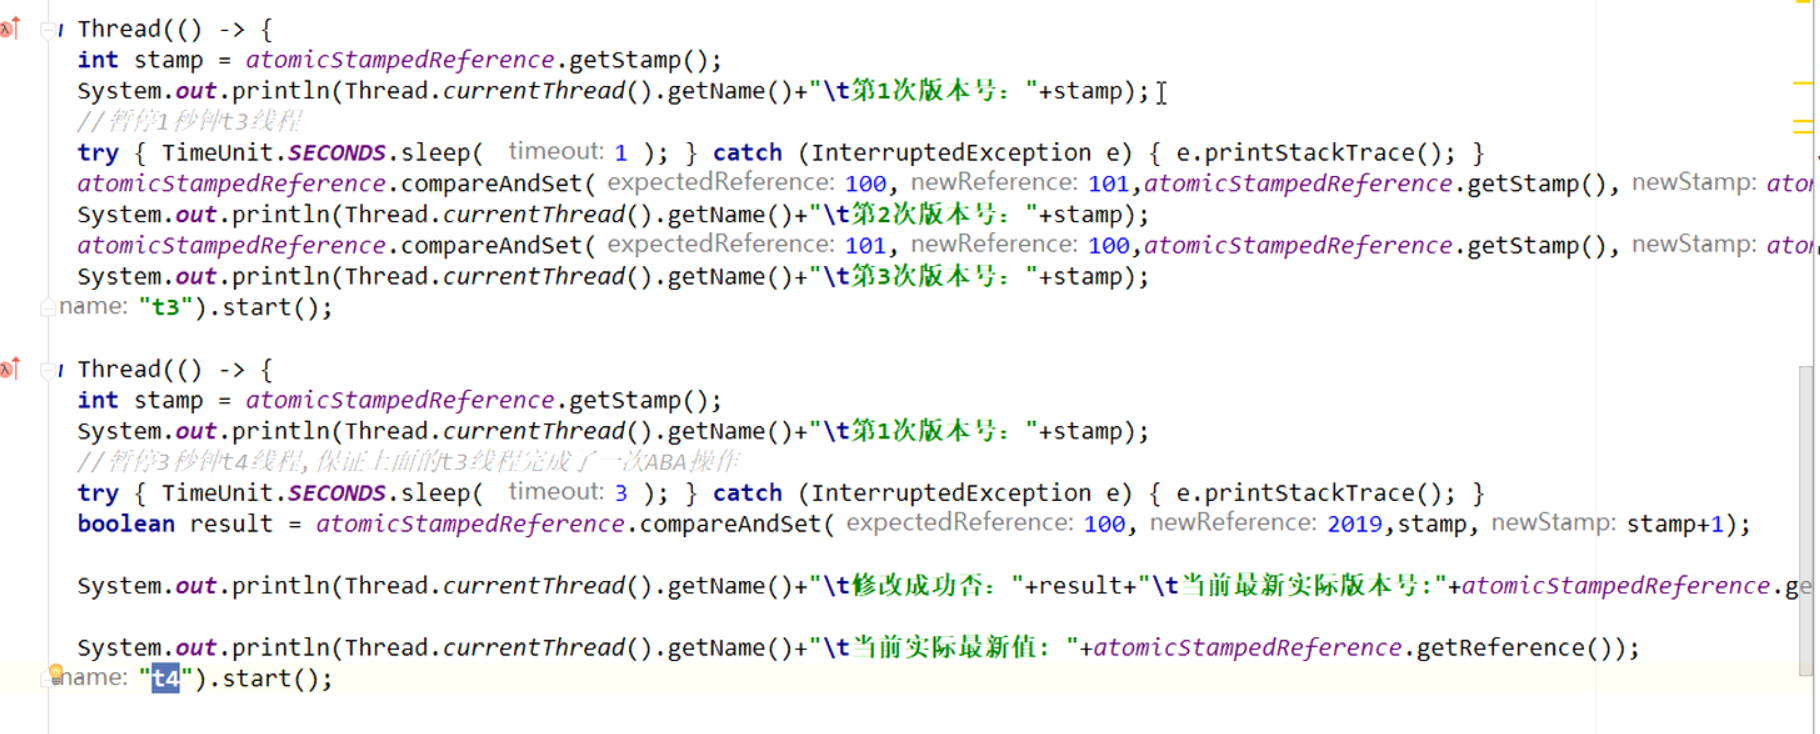 Thread(() -> {
int stamp = atomicStampedReference.getStamp();
System.out.println(Thread.currentThread().getName()+"\t第1次版本号："+stamp);
//暂停1秒钟t3线程
try { TimeUnit.SECONDS.sleep( timeout: 1 ); } catch (InterruptedException e) { e.printStackTrace(); }
atomicStampedReference.compareAndSet( expectedReference: 100, newReference: 101,atomicStampedReference.getStamp(), newStamp:
System.out.println(Thread.currentThread().getName()+"\t第2次版本号："+stamp);
atomicStampedReference.compareAndSet( expectedReference: 101, newReference: 100,atomicStampedReference.getStamp(), newStamp:
System.out.println(Thread.currentThread().getName()+"\t第3次版本号："+stamp);
name: "t3").start();
Thread(() -> {
int stamp = atomicStampedReference.getStamp();
System.out.println(Thread.currentThread().getName()+"\t第1次版本号："+stamp);
//暂停3秒钟t4线程,保证上面的t3线程完成了一次ABA操作
try { TimeUnit.SECONDS.sleep( timeout: 3 ); } catch (InterruptedException e) { e.printStackTrace(); }
boolean result = atomicStampedReference.compareAndSet( expectedReference: 100, newReference: 2019,stamp, newStamp: stamp+1);
System.out.println(Thread.currentThread().getName()+"\t修改成功否："+result+"\t当前最新实际版本号:"+atomicStampedReference.ge
System.out.println(Thread.currentThread().getName()+"\t当前实际最新值："+atomicStampedReference.getReference());
name: "t4").start();